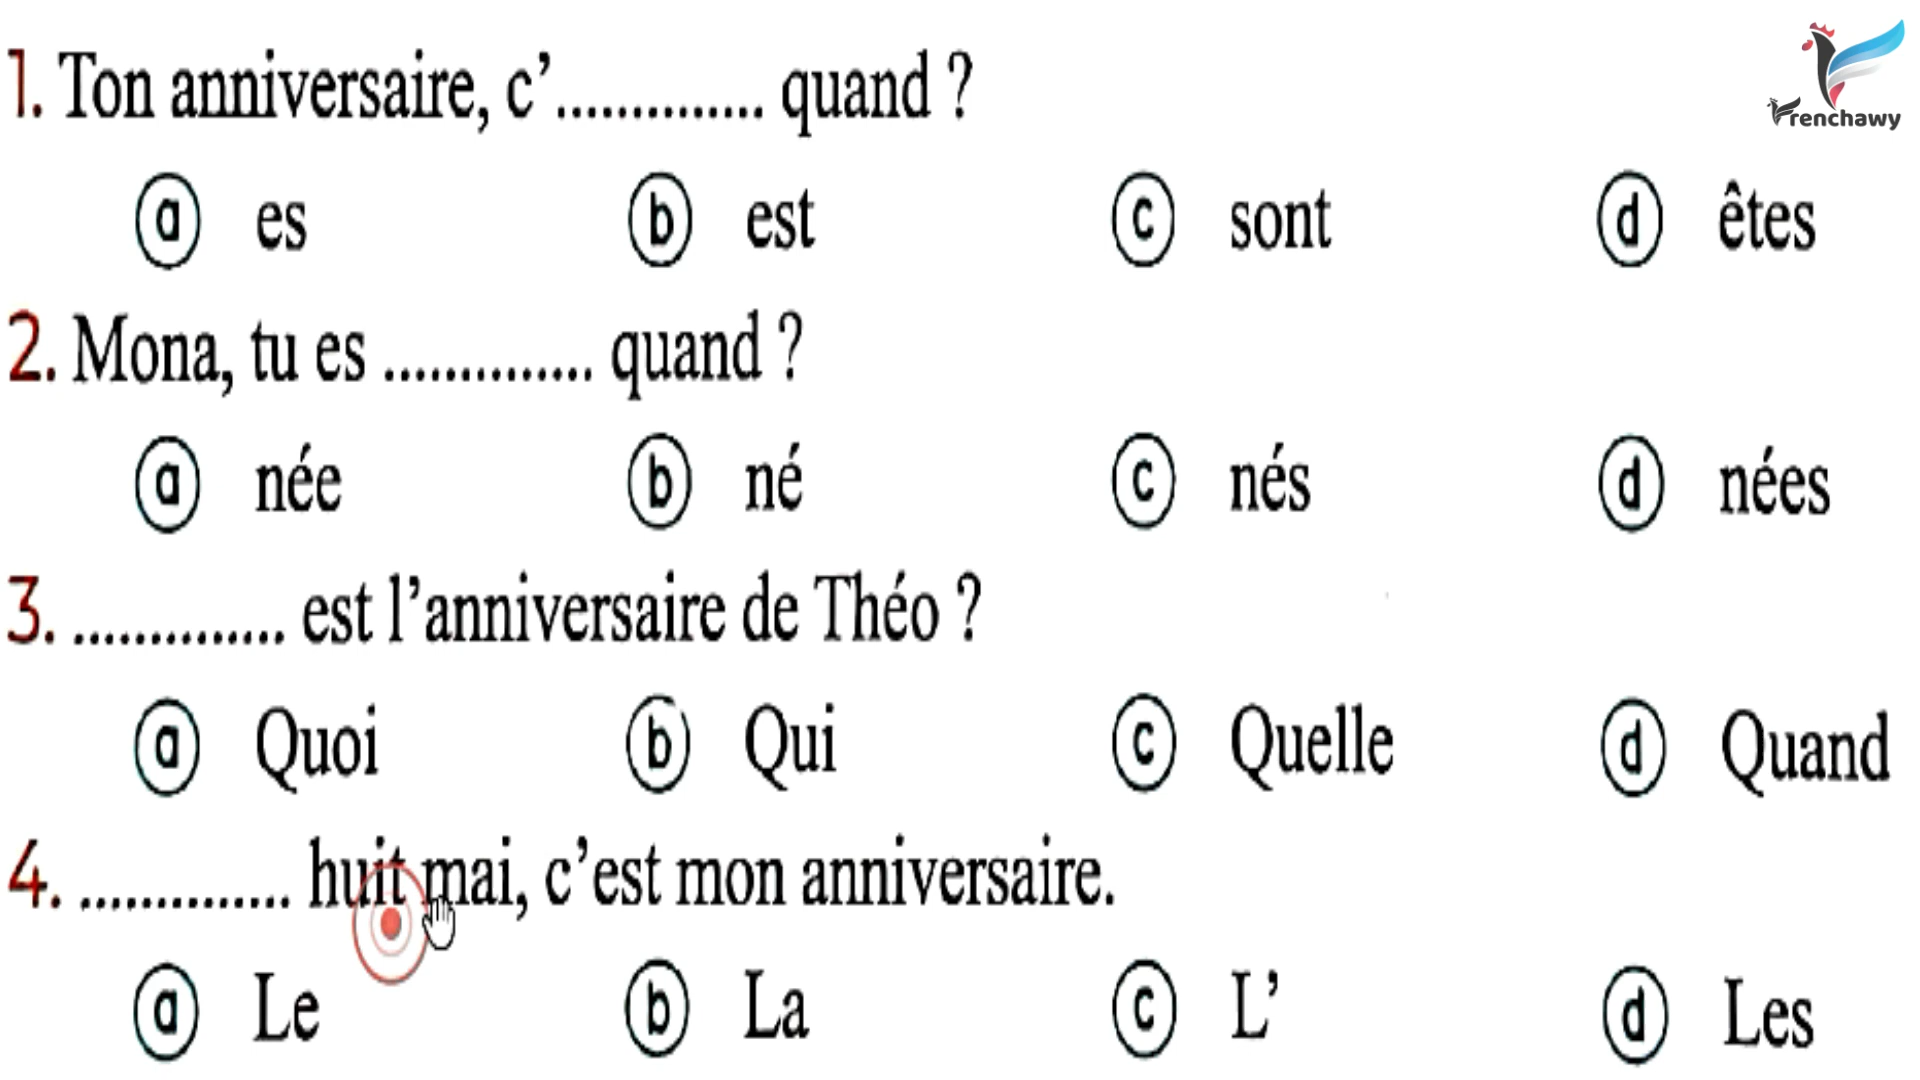 Frenchawy
1. Ton anniversaire, c'.............. quand ?
a es b est c sont d êtes
2. Mona, tu es .............. quand ?
a née b né c nés d nées
3. .............. est l'anniversaire de Théo ?
a Quoi b Qui c Quelle d Quand
4. .............. huit mai, c'est mon anniversaire.
a Le b La c L' d Les